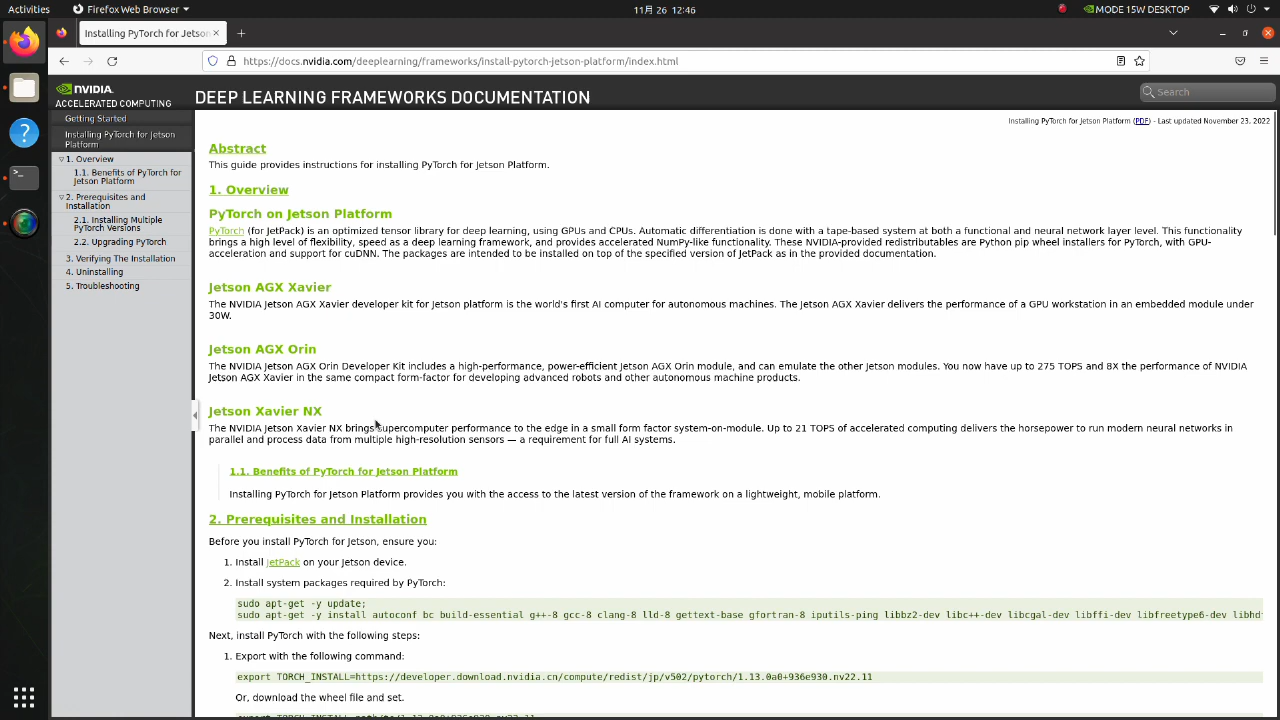 Activities
Firefox Web Browser
11月 26 12:46
MODE 15W DESKTOP
Installing PyTorch for Jetson
https://docs.nvidia.com/deeplearning/frameworks/install-pytorch-jetson-platform/index.html
NVIDIA.
ACCELERATED COMPUTING
DEEP LEARNING FRAMEWORKS DOCUMENTATION
Search
Getting Started
Installing PyTorch for Jetson
Platform
1. Overview
1.1. Benefits of PyTorch for
Jetson Platform
2. Prerequisites and
Installation
2.1. Installing Multiple
PyTorch Versions
2.2. Upgrading PyTorch
3. Verifying The Installation
4. Uninstalling
5. Troubleshooting
Installing PyTorch for Jetson Platform (PDF) - Last updated November 23, 2022
Abstract
This guide provides instructions for installing PyTorch for Jetson Platform.
1. Overview
PyTorch on Jetson Platform
PyTorch (for JetPack) is an optimized tensor library for deep learning, using GPUs and CPUs. Automatic differentiation is done with a tape-based system at both a functional and neural network layer level. This functionality
brings a high level of flexibility, speed as a deep learning framework, and provides accelerated NumPy-like functionality. These NVIDIA-provided redistributables are Python pip wheel installers for PyTorch, with GPU-
acceleration and support for cuDNN. The packages are intended to be installed on top of the specified version of JetPack as in the provided documentation.
Jetson AGX Xavier
The NVIDIA Jetson AGX Xavier developer kit for Jetson platform is the world's first AI computer for autonomous machines. The Jetson AGX Xavier delivers the performance of a GPU workstation in an embedded module under
30W.
Jetson AGX Orin
The NVIDIA Jetson AGX Orin Developer Kit includes a high-performance, power-efficient Jetson AGX Orin module, and can emulate the other Jetson modules. You now have up to 275 TOPS and 8X the performance of NVIDIA
Jetson AGX Xavier in the same compact form-factor for developing advanced robots and other autonomous machine products.
Jetson Xavier NX
The NVIDIA Jetson Xavier NX brings supercomputer performance to the edge in a small form factor system-on-module. Up to 21 TOPS of accelerated computing delivers the horsepower to run modern neural networks in
parallel and process data from multiple high-resolution sensors — a requirement for full AI systems.
1.1. Benefits of PyTorch for Jetson Platform
Installing PyTorch for Jetson Platform provides you with the access to the latest version of the framework on a lightweight, mobile platform.
2. Prerequisites and Installation
Before you install PyTorch for Jetson, ensure you:
1. Install JetPack on your Jetson device.
2. Install system packages required by PyTorch:
sudo apt-get -y update;
sudo apt-get -y install autoconf bc build-essential g++-8 gcc-8 clang-8 lld-8 gettext-base gfortran-8 iputils-ping libbz2-dev libc++-dev libcgal-dev libffi-dev libfreetype6-dev libhd
Next, install PyTorch with the following steps:
1. Export with the following command:
export TORCH_INSTALL=https://developer.download.nvidia.cn/compute/redist/jp/v502/pytorch/1.13.0a0+936e930.nv22.11
Or, download the wheel file and set.